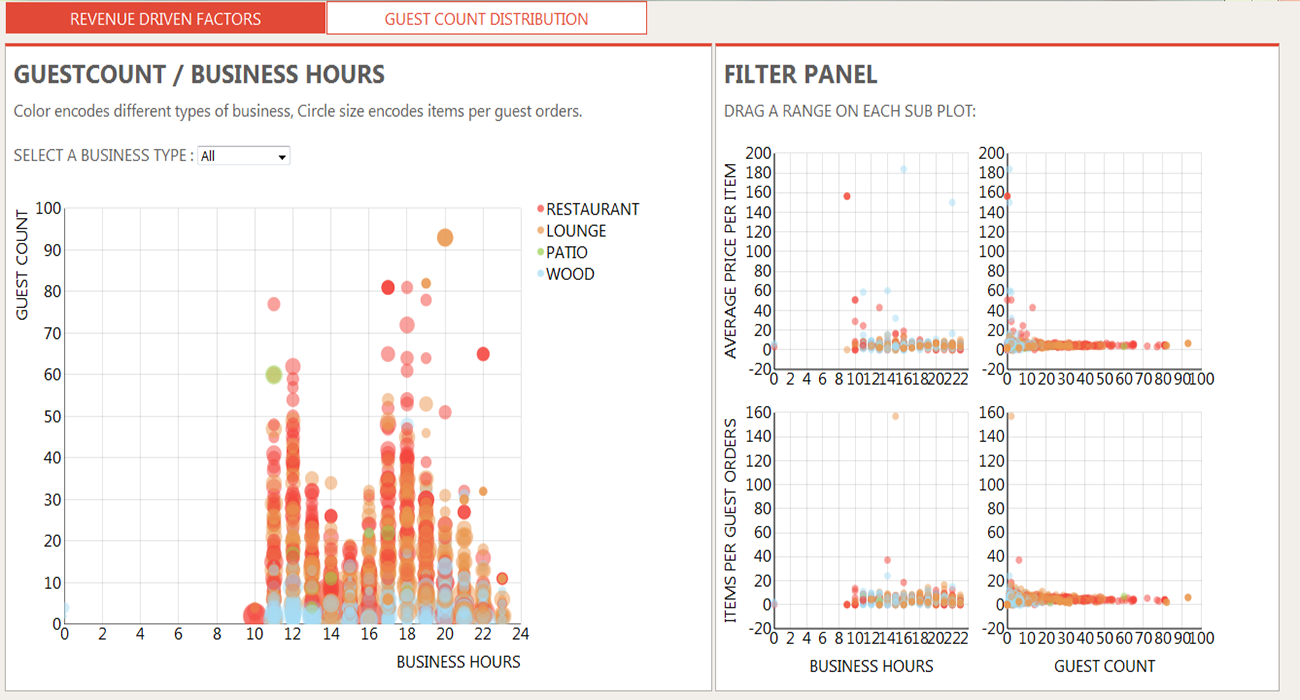 REVENUE DRIVEN FACTORS
GUEST COUNT DISTRIBUTION
GUESTCOUNT / BUSINESS HOURS
Color encodes different types of business, Circle size encodes items per guest orders.
SELECT A BUSINESS TYPE : All
GUEST COUNT
100
90
80
70
60
50
40
30
20
10
0
0 2 4 6 8 10 12 14 16 18 20 22 24
BUSINESS HOURS
RESTAURANT
LOUNGE
PATIO
WOOD
FILTER PANEL
DRAG A RANGE ON EACH SUB PLOT:
AVERAGE PRICE PER ITEM
200
180
160
140
120
100
80
60
40
20
0
-20
0 2 4 6 8 10 12 14 16 18 20 22
200
180
160
140
120
100
80
60
40
20
0
-20
0 10 20 30 40 50 60 70 80 90 100
ITEMS PER GUEST ORDERS
160
140
120
100
80
60
40
20
0
-20
0 2 4 6 8 10 12 14 16 18 20 22
BUSINESS HOURS
160
140
120
100
80
60
40
20
0
-20
0 10 20 30 40 50 60 70 80 90 100
GUEST COUNT